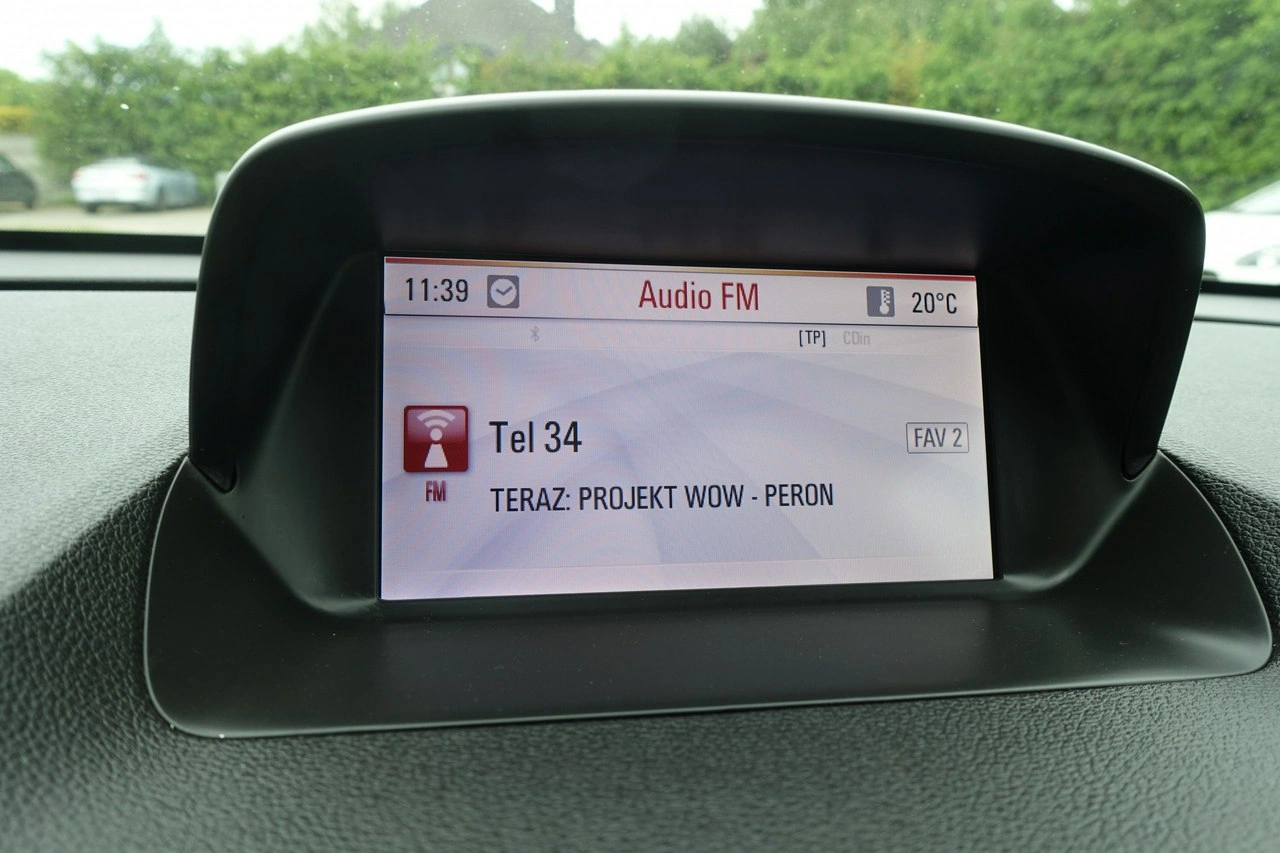 11:39 Audio FM 20°C
[TP] CDin
Tel 34 FAV 2
FM
TERAZ: PROJEKT WOW - PERON